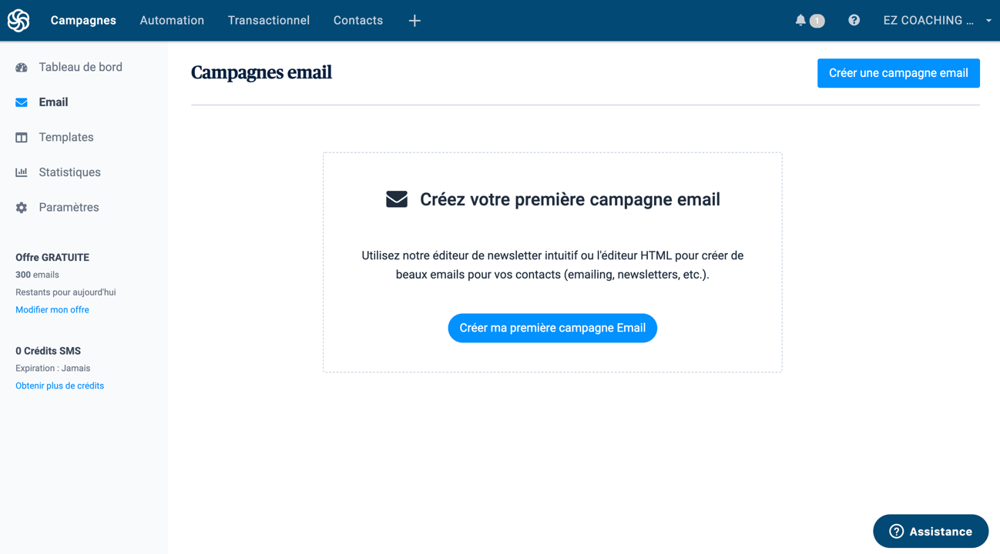 Campagnes Automation Transactionnel Contacts
1 EZ COACHING ...
Tableau de bord
Email
Templates
Statistiques
Paramètres
Offre GRATUITE
300 emails
Restants pour aujourd'hui
Modifier mon offre
0 Crédits SMS
Expiration : Jamais
Obtenir plus de crédits
Campagnes email
Créer une campagne email
Créez votre première campagne email
Utilisez notre éditeur de newsletter intuitif ou l'éditeur HTML pour créer de
beaux emails pour vos contacts (emailing, newsletters, etc.).
Créer ma première campagne Email
Assistance